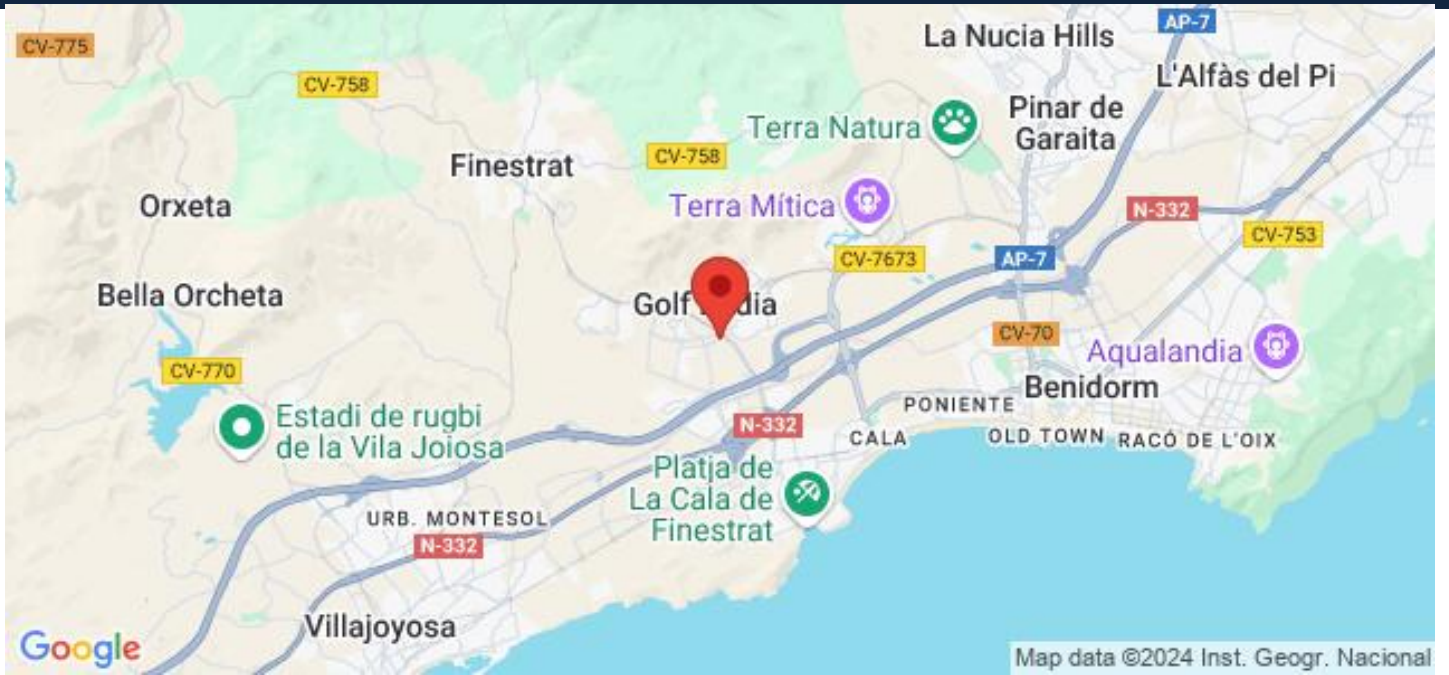 CV-775
CV-758
La Nucia Hills
AP-7
L'Alfàs del Pi
Terra Natura
Pinar de
Garaita
Finestrat
CV-758
Orxeta
Terra Mítica
N-332
CV-753
CV-7673
AP-7
Bella Orcheta
Golf
dia
CV-70
Aqualandia
CV-770
Benidorm
PONIENTE
Estadi de rugbi
de la Vila Joiosa
N-332
CALA
OLD TOWN
RACÓ DE L'OIX
Platja de
La Cala de
Finestrat
URB. MONTESOL
N-332
Villajoyosa
Google
Map data ©2024 Inst. Geogr. Nacional